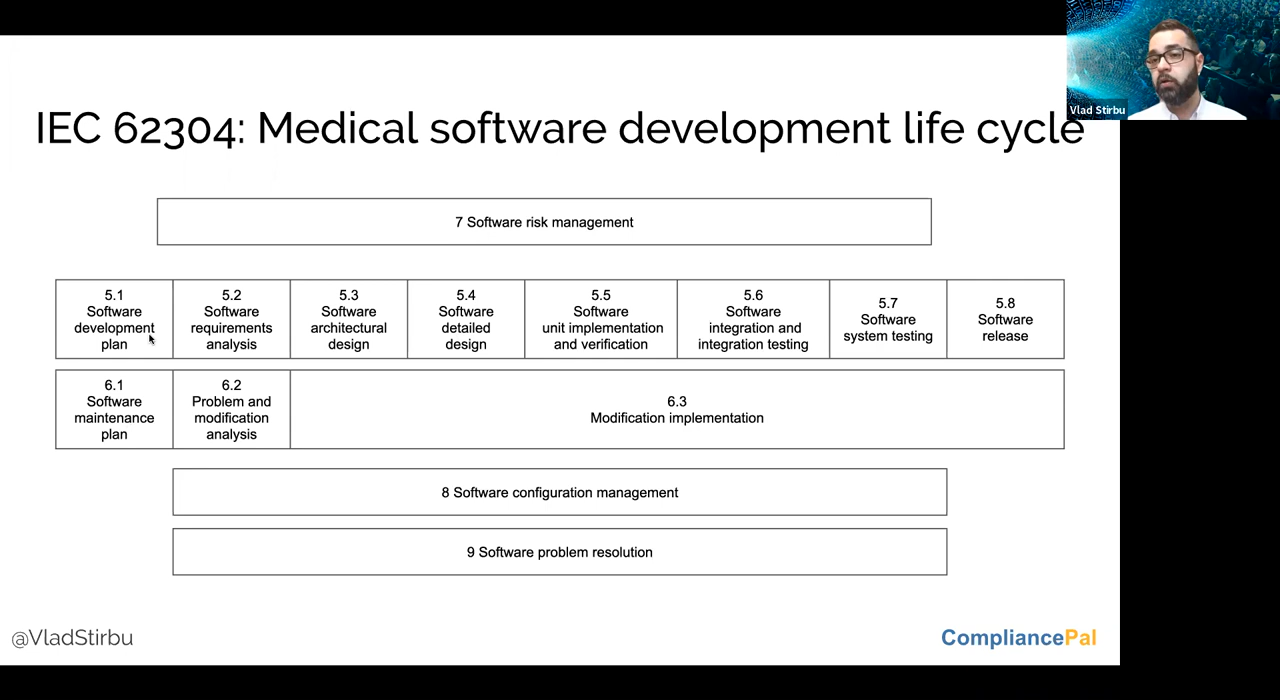 Vlad Stirbu
IEC 62304: Medical software development life cycle
7 Software risk management
5.1
Software
development
plan
5.2
Software
requirements
analysis
5.3
Software
architectural
design
5.4
Software
detailed
design
5.5
Software
unit implementation
and verification
5.6
Software
integration and
integration testing
5.7
Software
system testing
5.8
Software
release
6.1
Software
maintenance
plan
6.2
Problem and
modification
analysis
6.3
Modification implementation
8 Software configuration management
9 Software problem resolution
@VladStirbu
CompliancePal